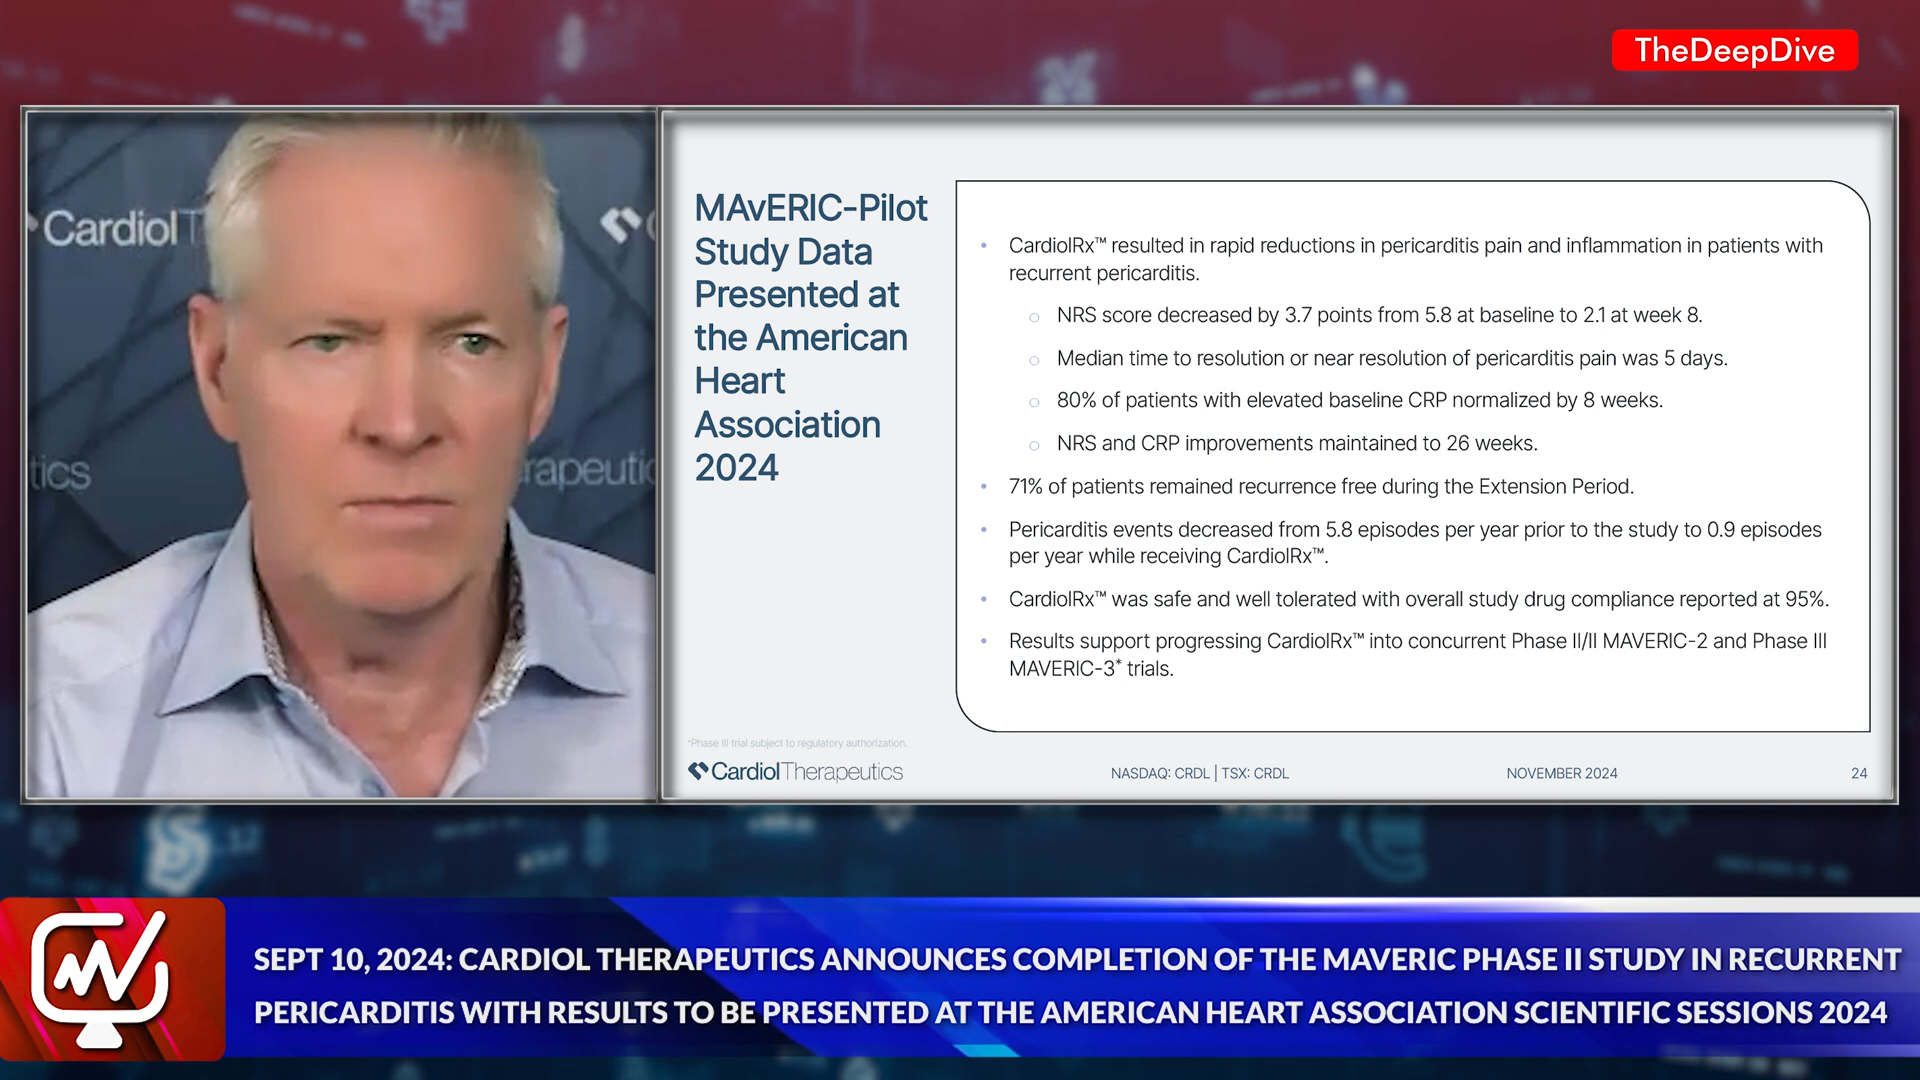 TheDeepDive
CardiolT
tics
rapeutic
MAvERIC-Pilot
Study Data
Presented at
the American
Heart
Association
2024
• CardiolRx™ resulted in rapid reductions in pericarditis pain and inflammation in patients with
recurrent pericarditis.
○ NRS score decreased by 3.7 points from 5.8 at baseline to 2.1 at week 8.
○ Median time to resolution or near resolution of pericarditis pain was 5 days.
○ 80% of patients with elevated baseline CRP normalized by 8 weeks.
○ NRS and CRP improvements maintained to 26 weeks.
• 71% of patients remained recurrence free during the Extension Period.
• Pericarditis events decreased from 5.8 episodes per year prior to the study to 0.9 episodes
per year while receiving CardiolRx™.
• CardiolRx™ was safe and well tolerated with overall study drug compliance reported at 95%.
• Results support progressing CardiolRx™ into concurrent Phase II/II MAVERIC-2 and Phase III
MAVERIC-3* trials.
*Phase III trial subject to regulatory authorization.
CardiolTherapeutics
NASDAQ: CRDL | TSX: CRDL
NOVEMBER 2024
24
SEPT 10, 2024: CARDIOL THERAPEUTICS ANNOUNCES COMPLETION OF THE MAVERIC PHASE II STUDY IN RECURRENT
PERICARDITIS WITH RESULTS TO BE PRESENTED AT THE AMERICAN HEART ASSOCIATION SCIENTIFIC SESSIONS 2024